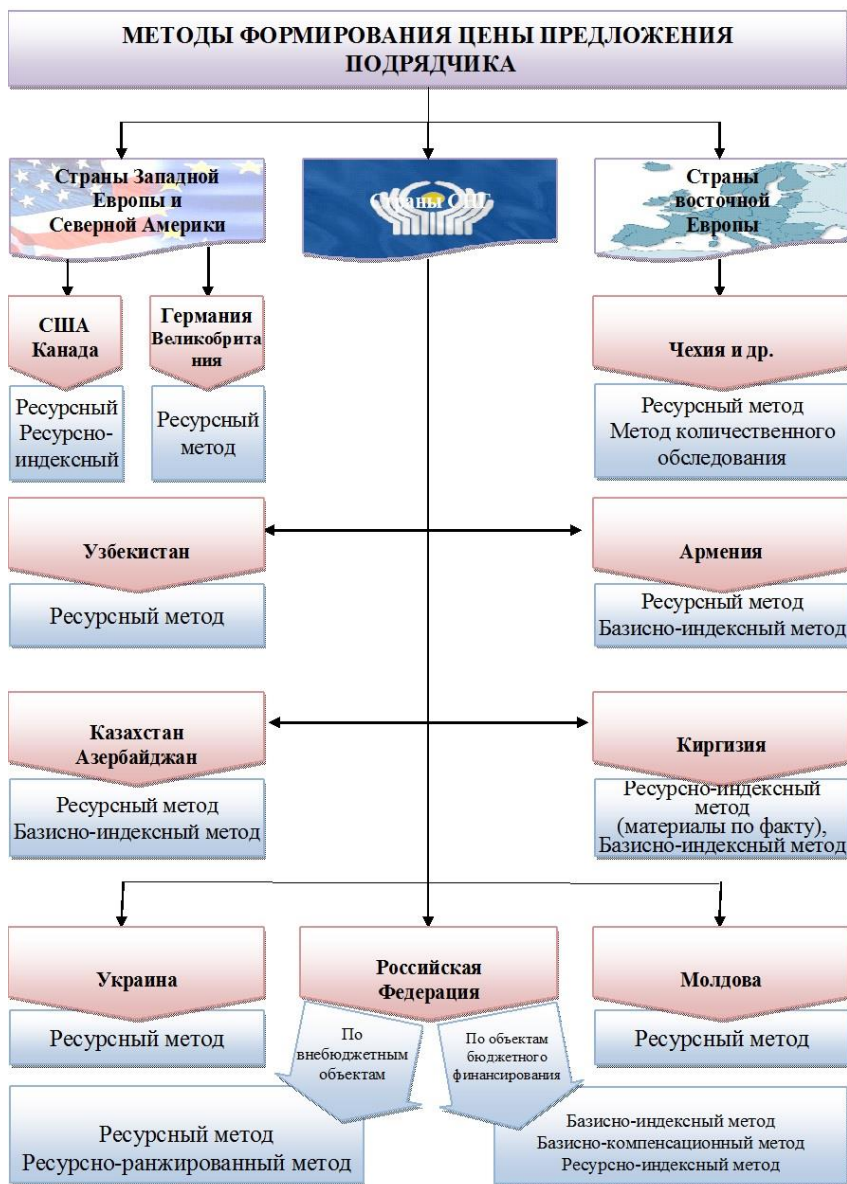 МЕТОДЫ ФОРМИРОВАНИЯ ЦЕНЫ ПРЕДЛОЖЕНИЯ
ПОДРЯДЧИКА
Страны Западной
Европы и
Северной Америки
Страны СНГ
Страны
восточной
Европы
США
Канада
Германия
Великобрита
ния
Чехия и др.
Ресурсный
Ресурсно-
индексный
Ресурсный
метод
Ресурсный метод
Метод количественного
обследования
Узбекистан
Армения
Ресурсный метод
Ресурсный метод
Базисно-индексный метод
Казахстан
Азербайджан
Киргизия
Ресурсный метод
Базисно-индексный метод
Ресурсно-индексный
метод
(материалы по факту),
Базисно-индексный метод
Украина
Российская
Федерация
Молдова
Ресурсный метод
По
внебюджетным
объектам
По объектам
бюджетного
финансирования
Ресурсный метод
Ресурсный метод
Ресурсно-ранжированный метод
Базисно-индексный метод
Базисно-компенсационный метод
Ресурсно-индексный метод